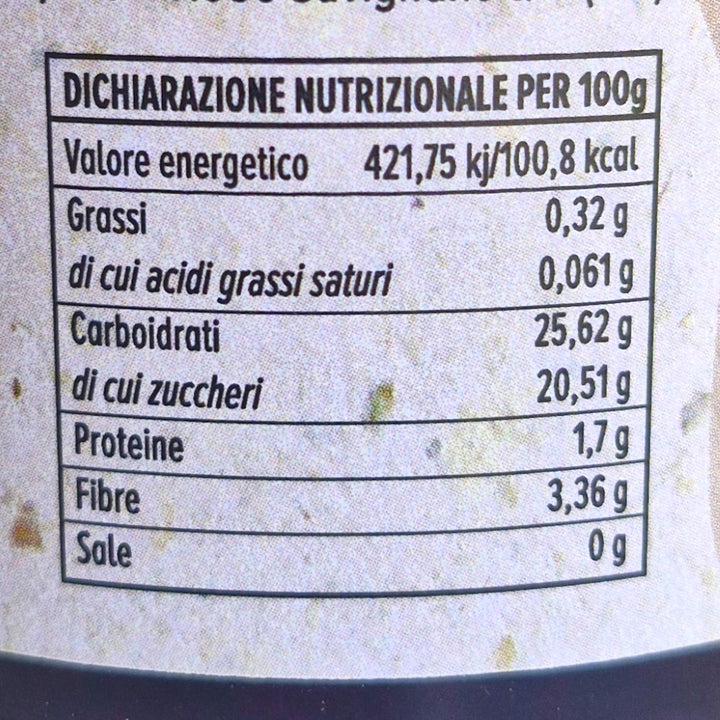 DICHIARAZIONE NUTRIZIONALE PER 100g
Valore energetico 421,75 kj/100,8 kcal
Grassi 0,32 g
di cui acidi grassi saturi 0,061 g
Carboidrati 25,62 g
di cui zuccheri 20,51 g
Proteine 1,7 g
Fibre 3,36 g
Sale 0 g